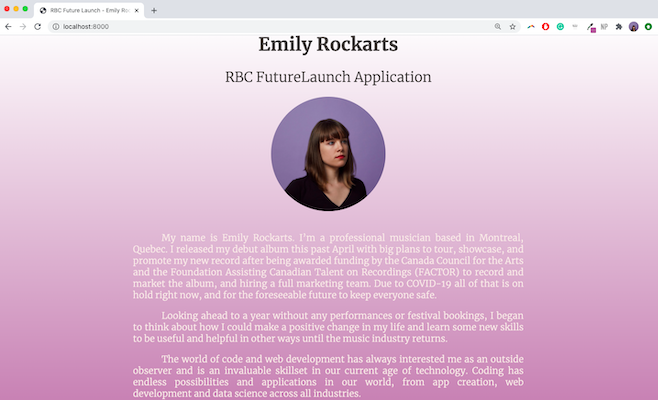 RBC Future Launch - Emily Roc
localhost:8000
Emily Rockarts
RBC FutureLaunch Application
My name is Emily Rockarts. I'm a professional musician based in Montreal,
Quebec. I released my debut album this past April with big plans to tour, showcase, and
promote my new record after being awarded funding by the Canada Council for the Arts
and the Foundation Assisting Canadian Talent on Recordings (FACTOR) to record and
market the album, and hiring a full marketing team. Due to COVID-19 all of that is on
hold right now, and for the foreseeable future to keep everyone safe.
Looking ahead to a year without any performances or festival bookings, I began
to think about how I could make a positive change in my life and learn some new skills
to be useful and helpful in other ways until the music industry returns.
The world of code and web development has always interested me as an outside
observer and is an invaluable skillset in our current age of technology. Coding has
endless possibilities and applications in our world, from app creation, web
development and data science across all industries.